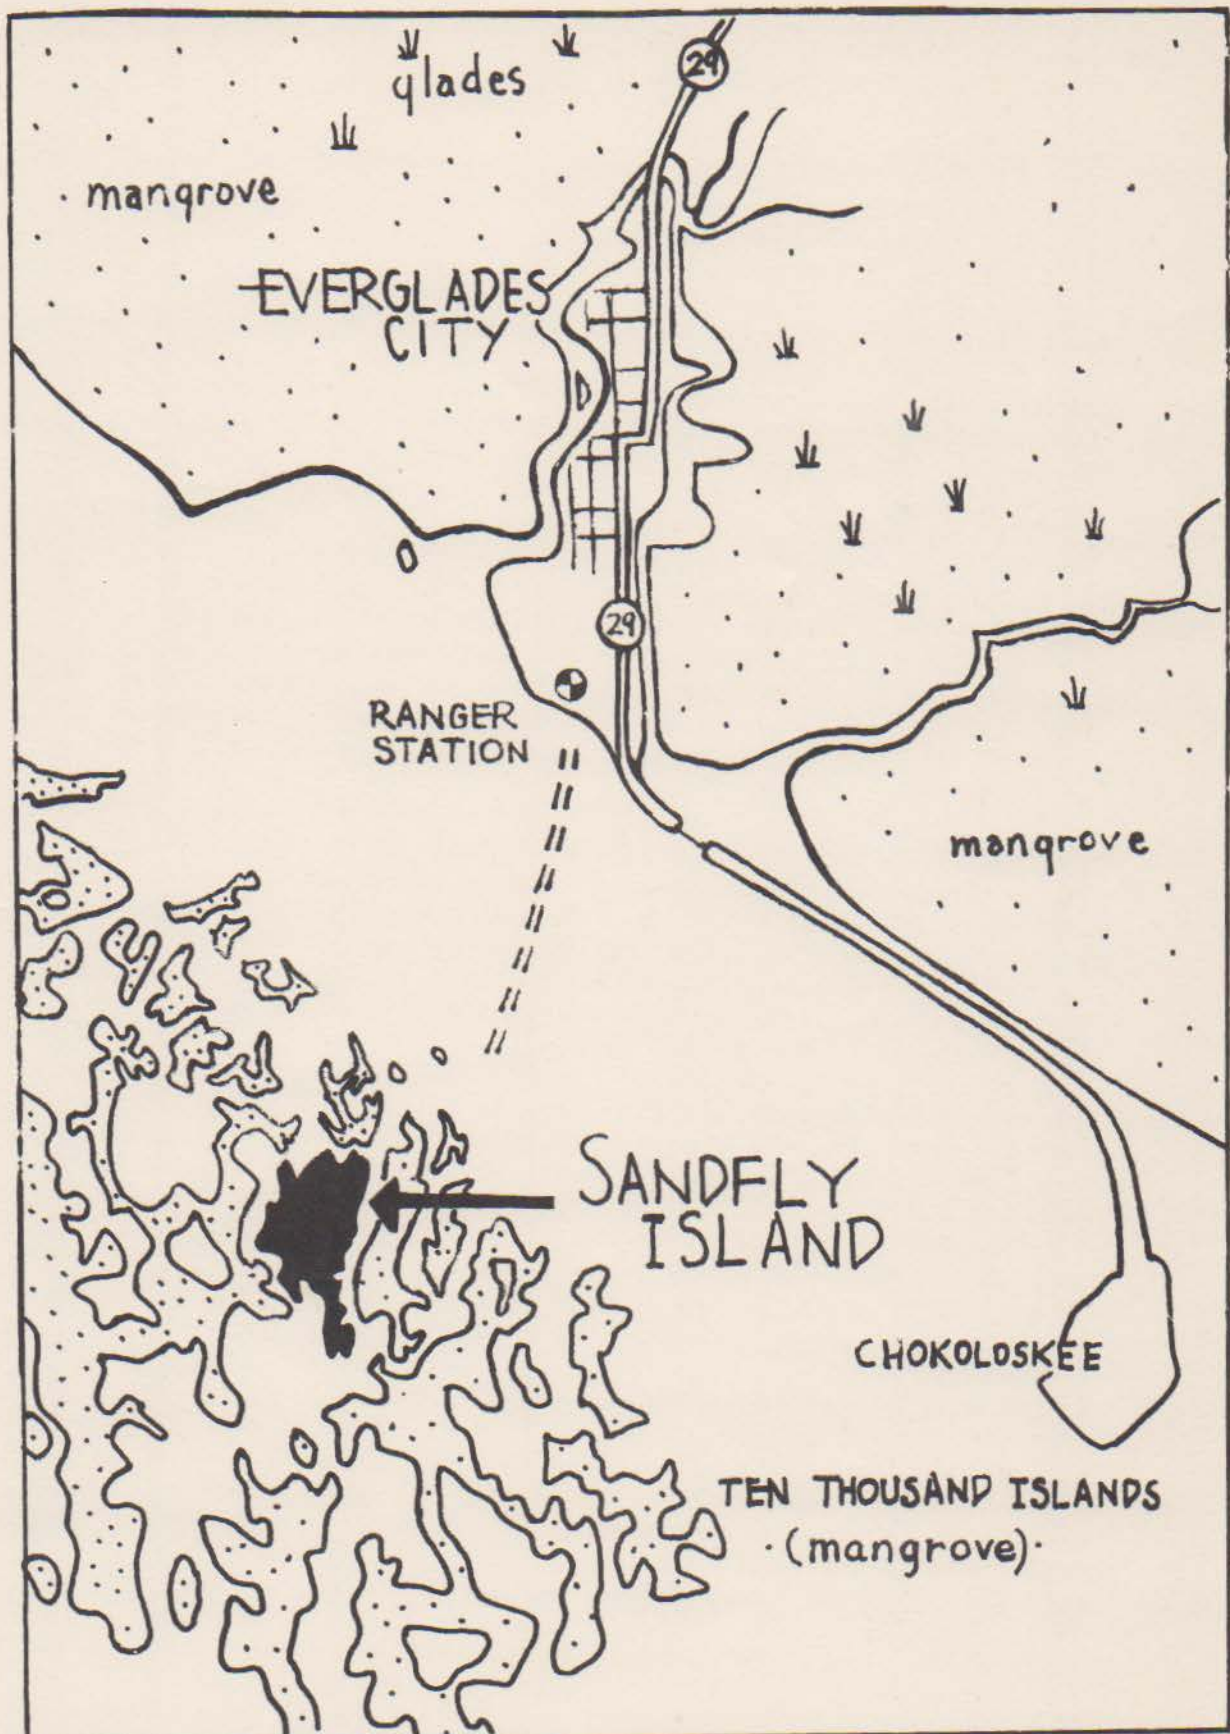 29
glades
mangrove
EVERGLADES
CITY
29
RANGER
STATION
mangrove
SANDFLY
ISLAND
CHOKOLOSKEE
TEN THOUSAND ISLANDS
(mangrove)